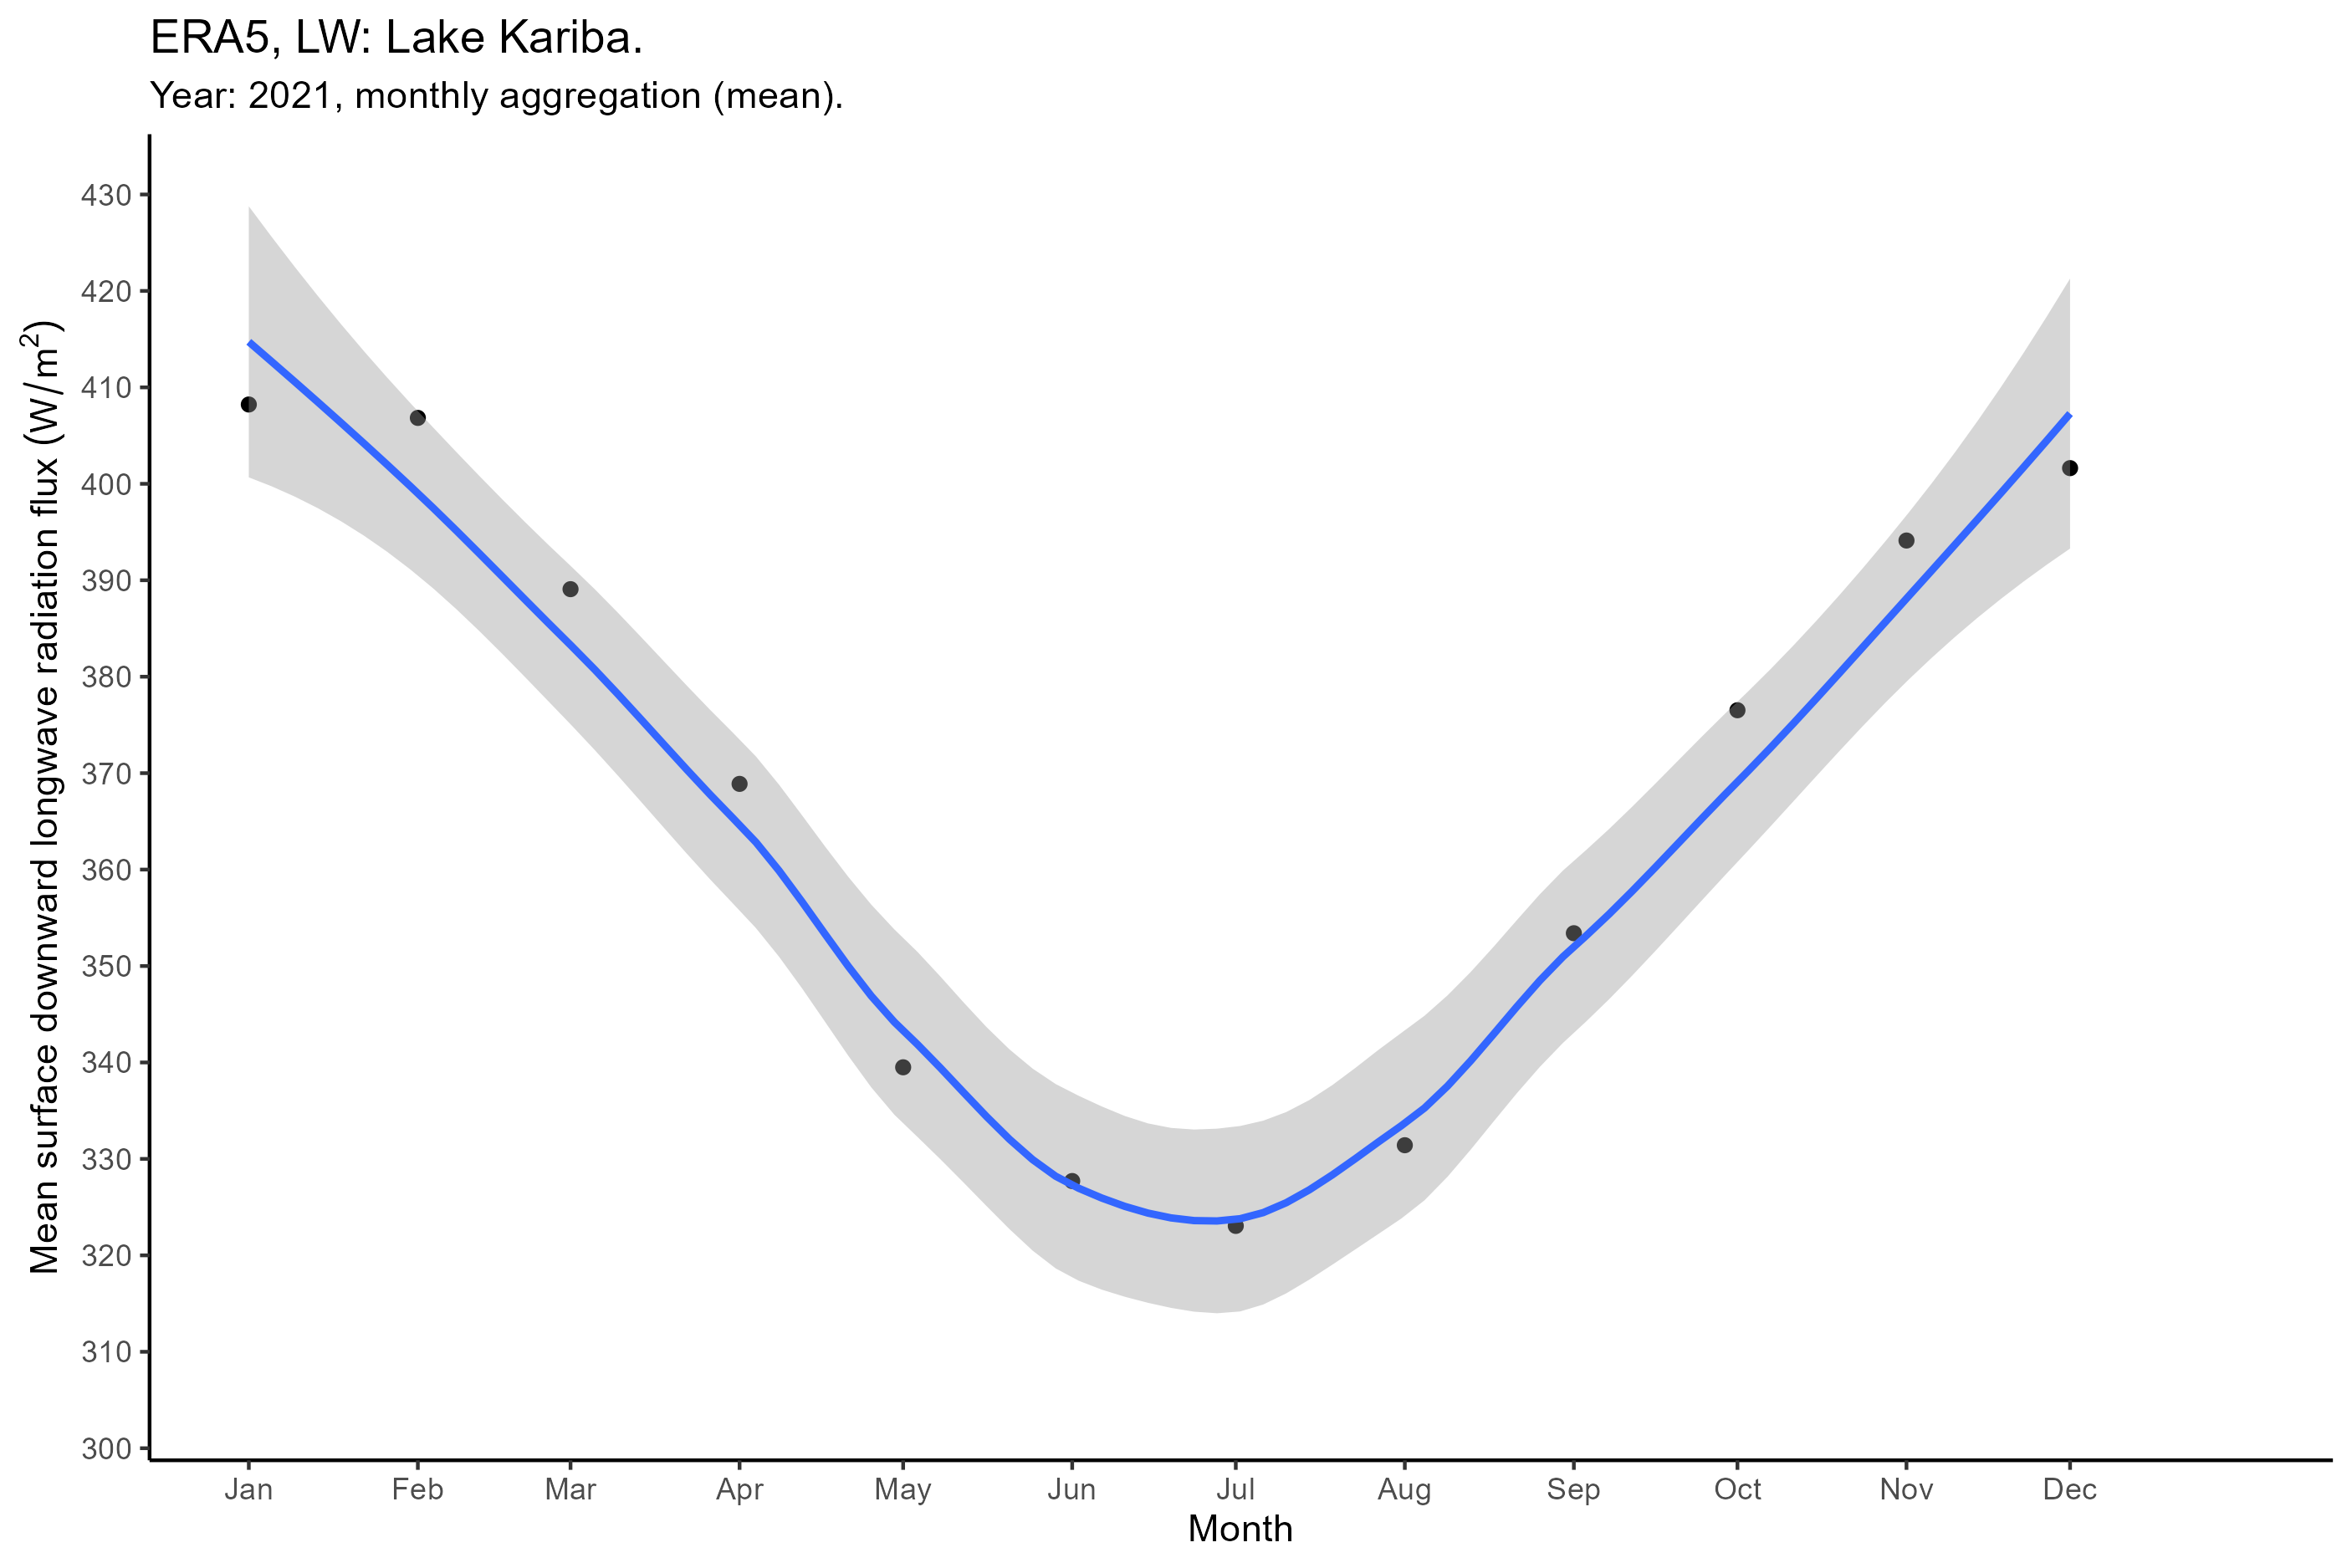 ERA5, LW: Lake Kariba.
Year: 2021, monthly aggregation (mean).
Mean surface downward longwave radiation flux (W/m²)
430
420
410
400
390
380
370
360
350
340
330
320
310
300
Jan Feb Mar Apr May Jun Jul Aug Sep Oct Nov Dec
Month